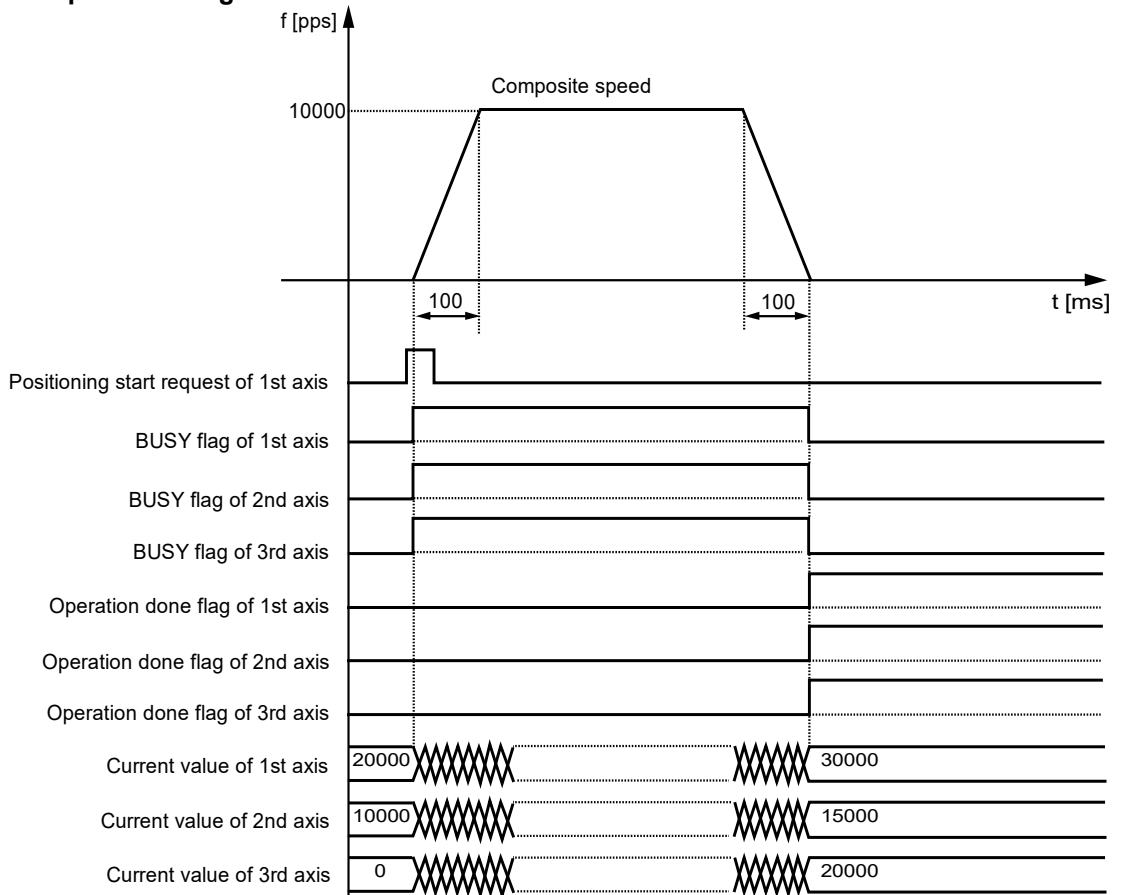 f [pps]
Composite speed
10000
100
100
t [ms]
Positioning start request of 1st axis
BUSY flag of 1st axis
BUSY flag of 2nd axis
BUSY flag of 3rd axis
Operation done flag of 1st axis
Operation done flag of 2nd axis
Operation done flag of 3rd axis
Current value of 1st axis 20000 30000
Current value of 2nd axis 10000 15000
Current value of 3rd axis 0 20000